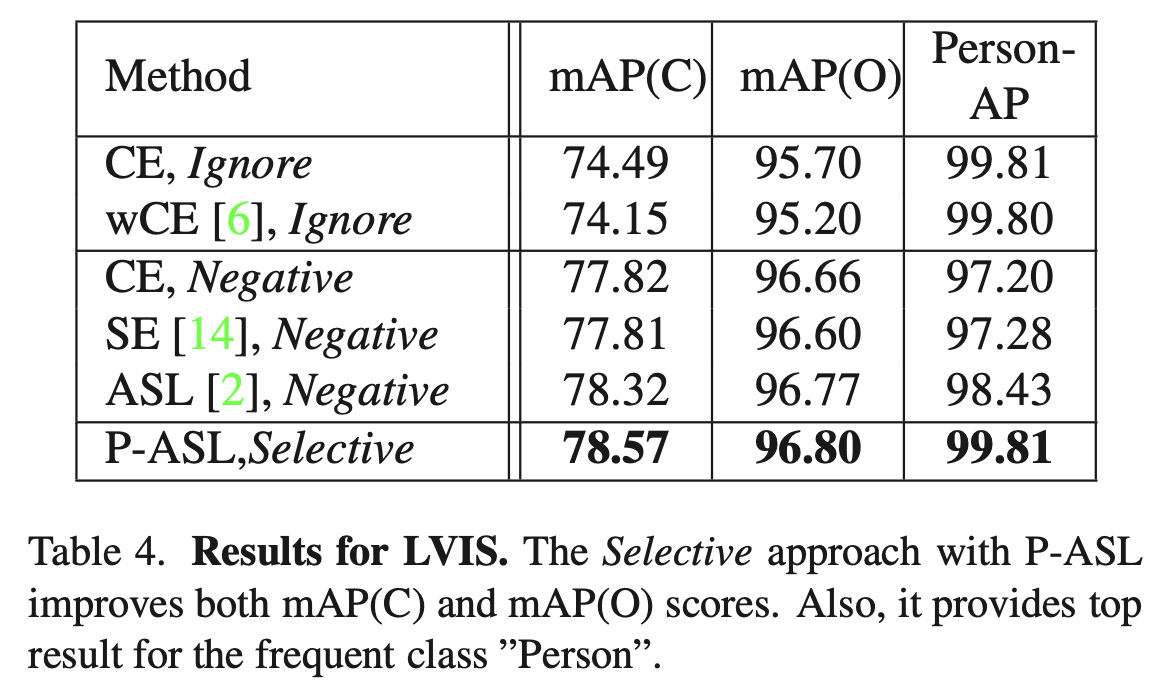 Method mAP(C) mAP(O) Person-
AP
CE, Ignore 74.49 95.70 99.81
wCE [6], Ignore 74.15 95.20 99.80
CE, Negative 77.82 96.66 97.20
SE [14], Negative 77.81 96.60 97.28
ASL [2], Negative 78.32 96.77 98.43
P-ASL,Selective 78.57 96.80 99.81
Table 4. Results for LVIS. The Selective approach with P-ASL
improves both mAP(C) and mAP(O) scores. Also, it provides top
result for the frequent class ”Person”.